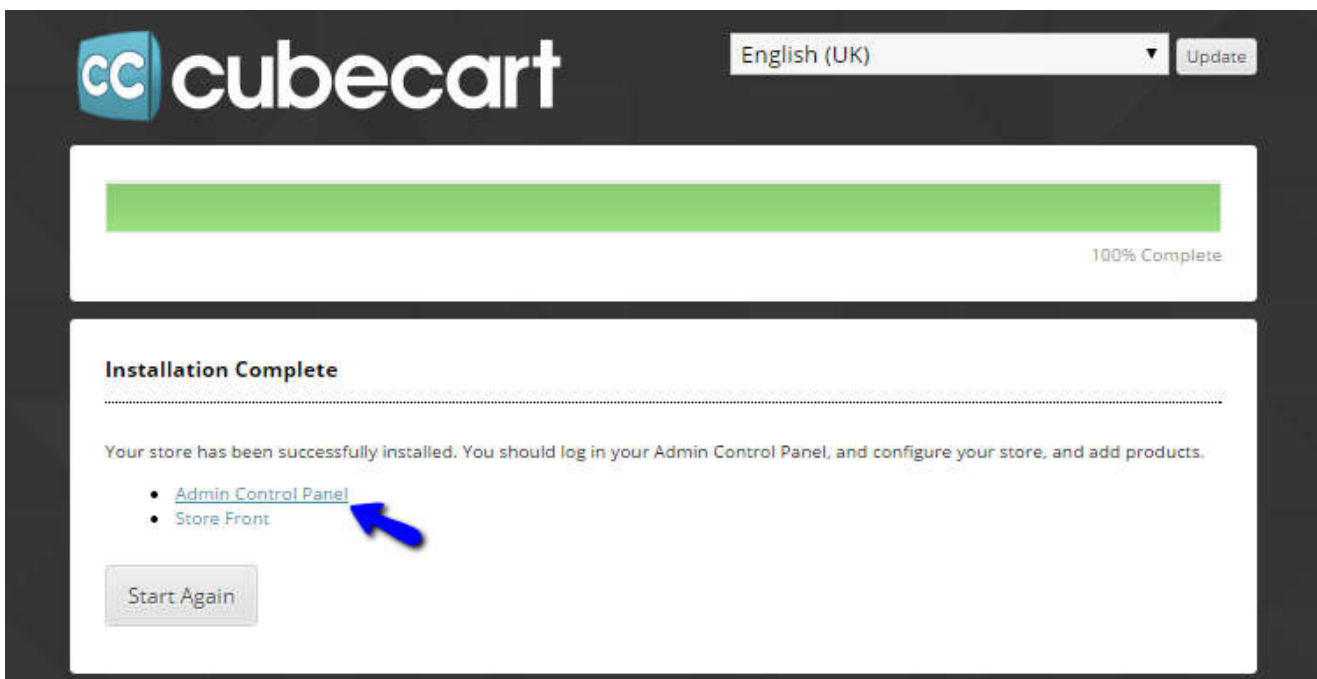 cc cubecart
English (UK)
Update
100% Complete
Installation Complete
Your store has been successfully installed. You should log in your Admin Control Panel, and configure your store, and add products.
Admin Control Panel
Store Front
Start Again